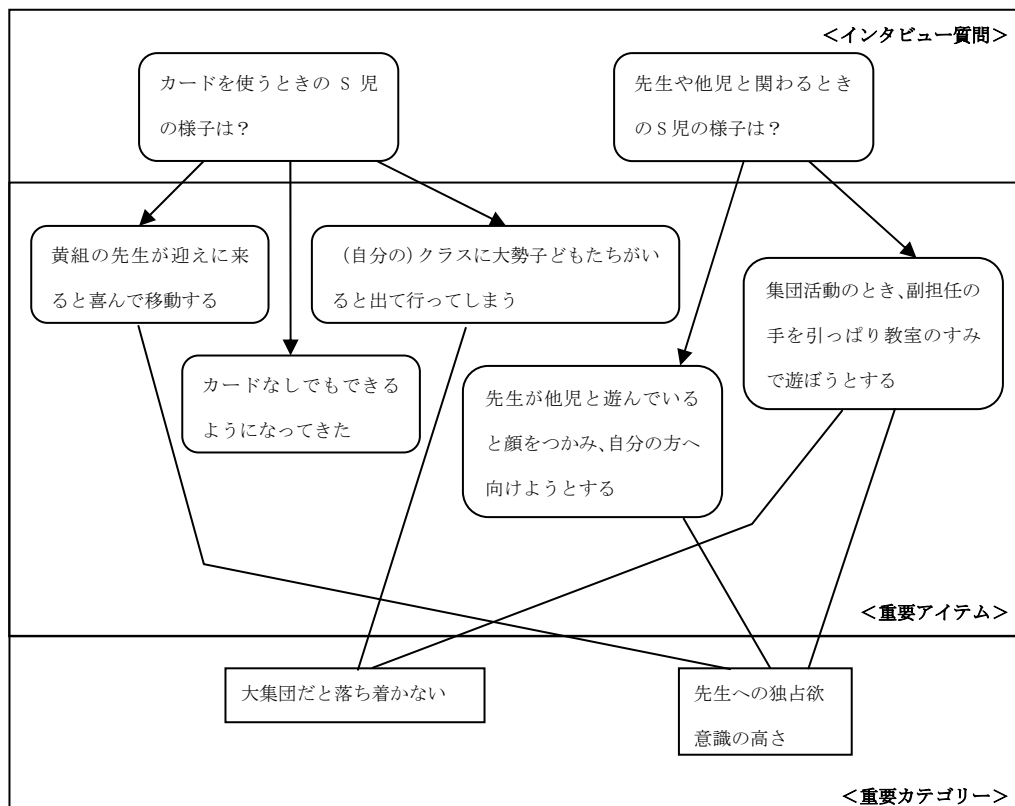 ＜インタビュー質問＞
カードを使うときの S 児
の様子は？
先生や他児と関わるとき
のＳ児の様子は？
黄組の先生が迎えに来
ると喜んで移動する
（自分の）クラスに大勢子どもたちがい
ると出て行ってしまう
集団活動のとき、副担任の
手を引っぱり教室のすみ
で遊ぼうとする
カードなしでもできる
ようになってきた
先生が他児と遊んでいる
と顔をつかみ、自分の方へ
向けようとする
＜重要アイテム＞
大集団だと落ち着かない
先生への独占欲
意識の高さ
＜重要カテゴリー＞